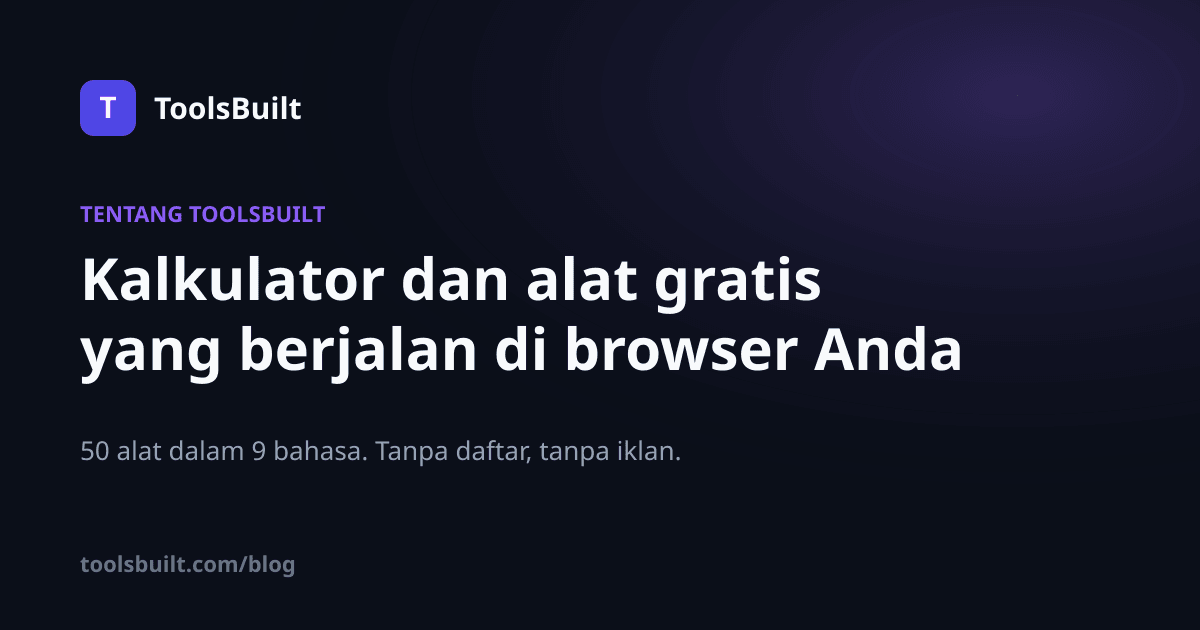 T
ToolsBuilt
TENTANG TOOLSBUILT
Kalkulator dan alat gratis
yang berjalan di browser Anda
50 alat dalam 9 bahasa. Tanpa daftar, tanpa iklan.
toolsbuilt.com/blog